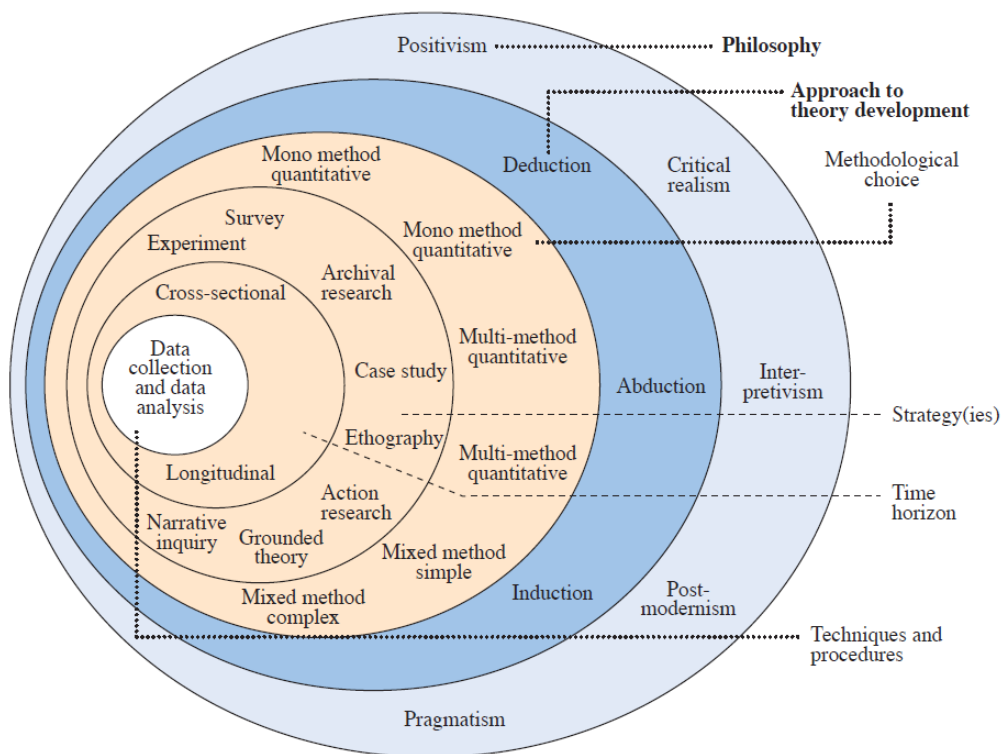 Positivism
Philosophy
Approach to
theory development
Mono method
quantitative
Deduction
Critical
realism
Methodological
choice
Survey
Experiment
Mono method
quantitative
Archival
research
Cross-sectional
Data
collection
and data
analysis
Multi-method
quantitative
Case study
Abduction
Inter-
pretivism
Strategy(ies)
Ethography
Multi-method
quantitative
Longitudinal
Time
horizon
Action
research
Narrative
inquiry
Grounded
theory
Mixed method
simple
Mixed method
complex
Induction
Post-
modernism
Techniques and
procedures
Pragmatism